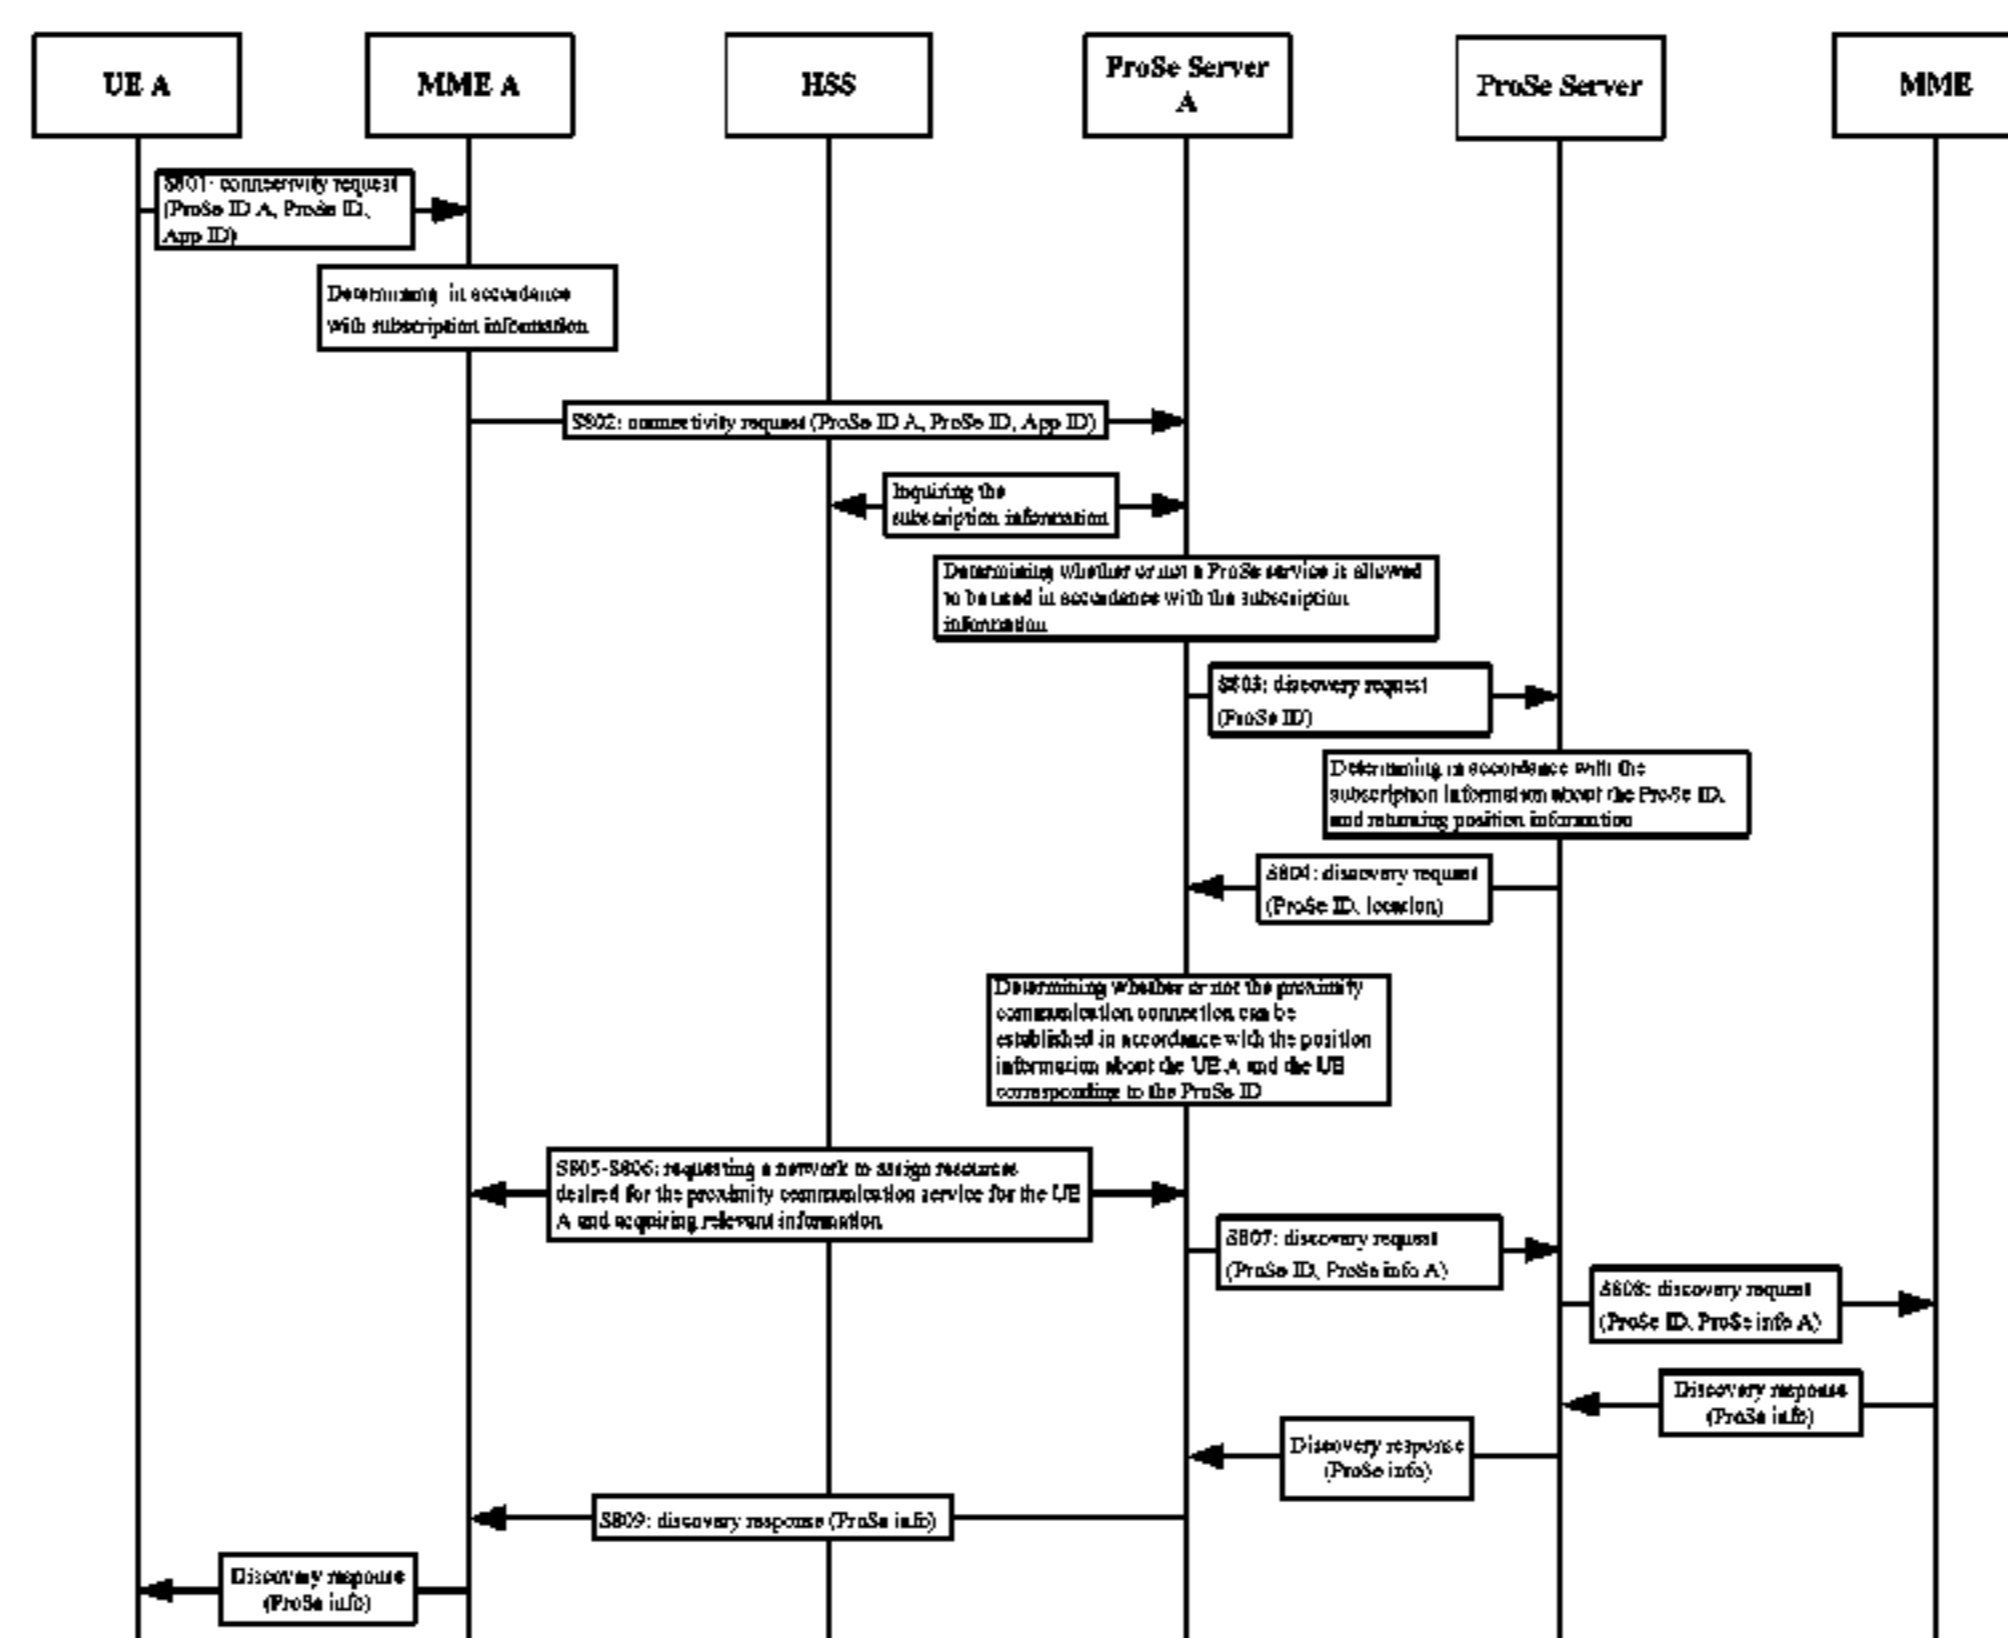 UE A
MME A
HSS
ProSe Server
A
ProSe Server
MME
S801: connectivity request
(ProSe ID A, ProSe ID,
App ID)
Determining in accordance
with subscription information
S802: connectivity request (ProSe ID A, ProSe ID, App ID)
Inquiring the
subscription information
Determining whether or not a ProSe service is allowed
to be used in accordance with the subscription
information
S803: discovery request
(ProSe ID)
Determining in accordance with the
subscription information about the ProSe ID,
and returning position information
S804: discovery request
(ProSe ID, location)
Determining whether or not the proximity
communication connection can be
established in accordance with the position
information about the UE A and the UE
corresponding to the ProSe ID
S805-S806: requesting a network to assign resources
desired for the proximity communication service for the UE
A and acquiring relevant information
S807: discovery request
(ProSe ID, ProSe info A)
S808: discovery request
(ProSe ID, ProSe info A)
Discovery response
(ProSe info)
Discovery response
(ProSe info)
S809: discovery response (ProSe info)
Discovery response
(ProSe info)